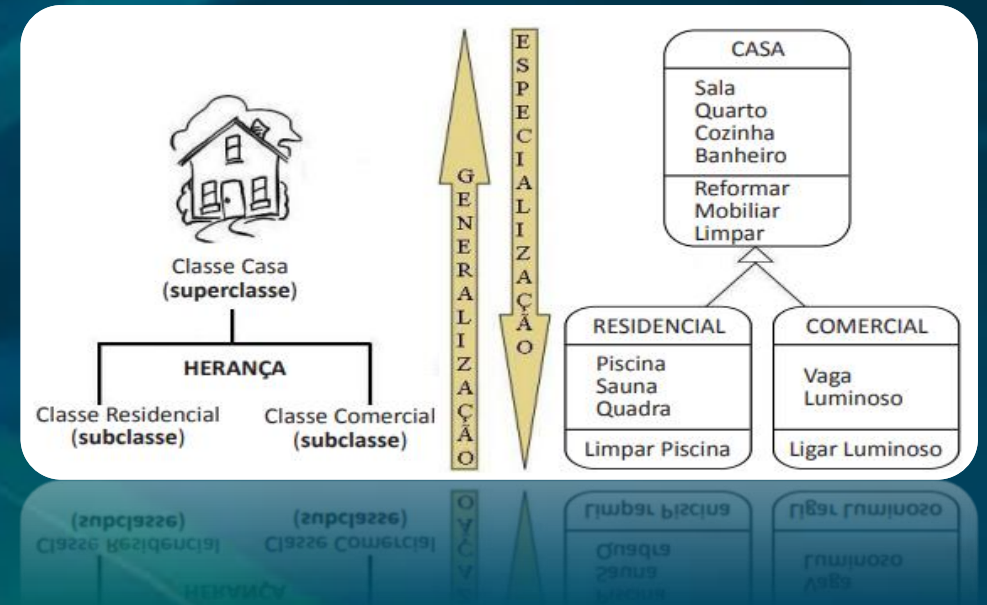 Classe Casa
(superclasse)
HERANÇA
Classe Residencial
(subclasse)
Classe Comercial
(subclasse)
GENERALIZAÇÃO
ESPECIALIZAÇÃO
CASA
Sala
Quarto
Cozinha
Banheiro
Reformar
Mobiliar
Limpar
RESIDENCIAL
Piscina
Sauna
Quadra
Limpar Piscina
COMERCIAL
Vaga
Luminoso
Ligar Luminoso